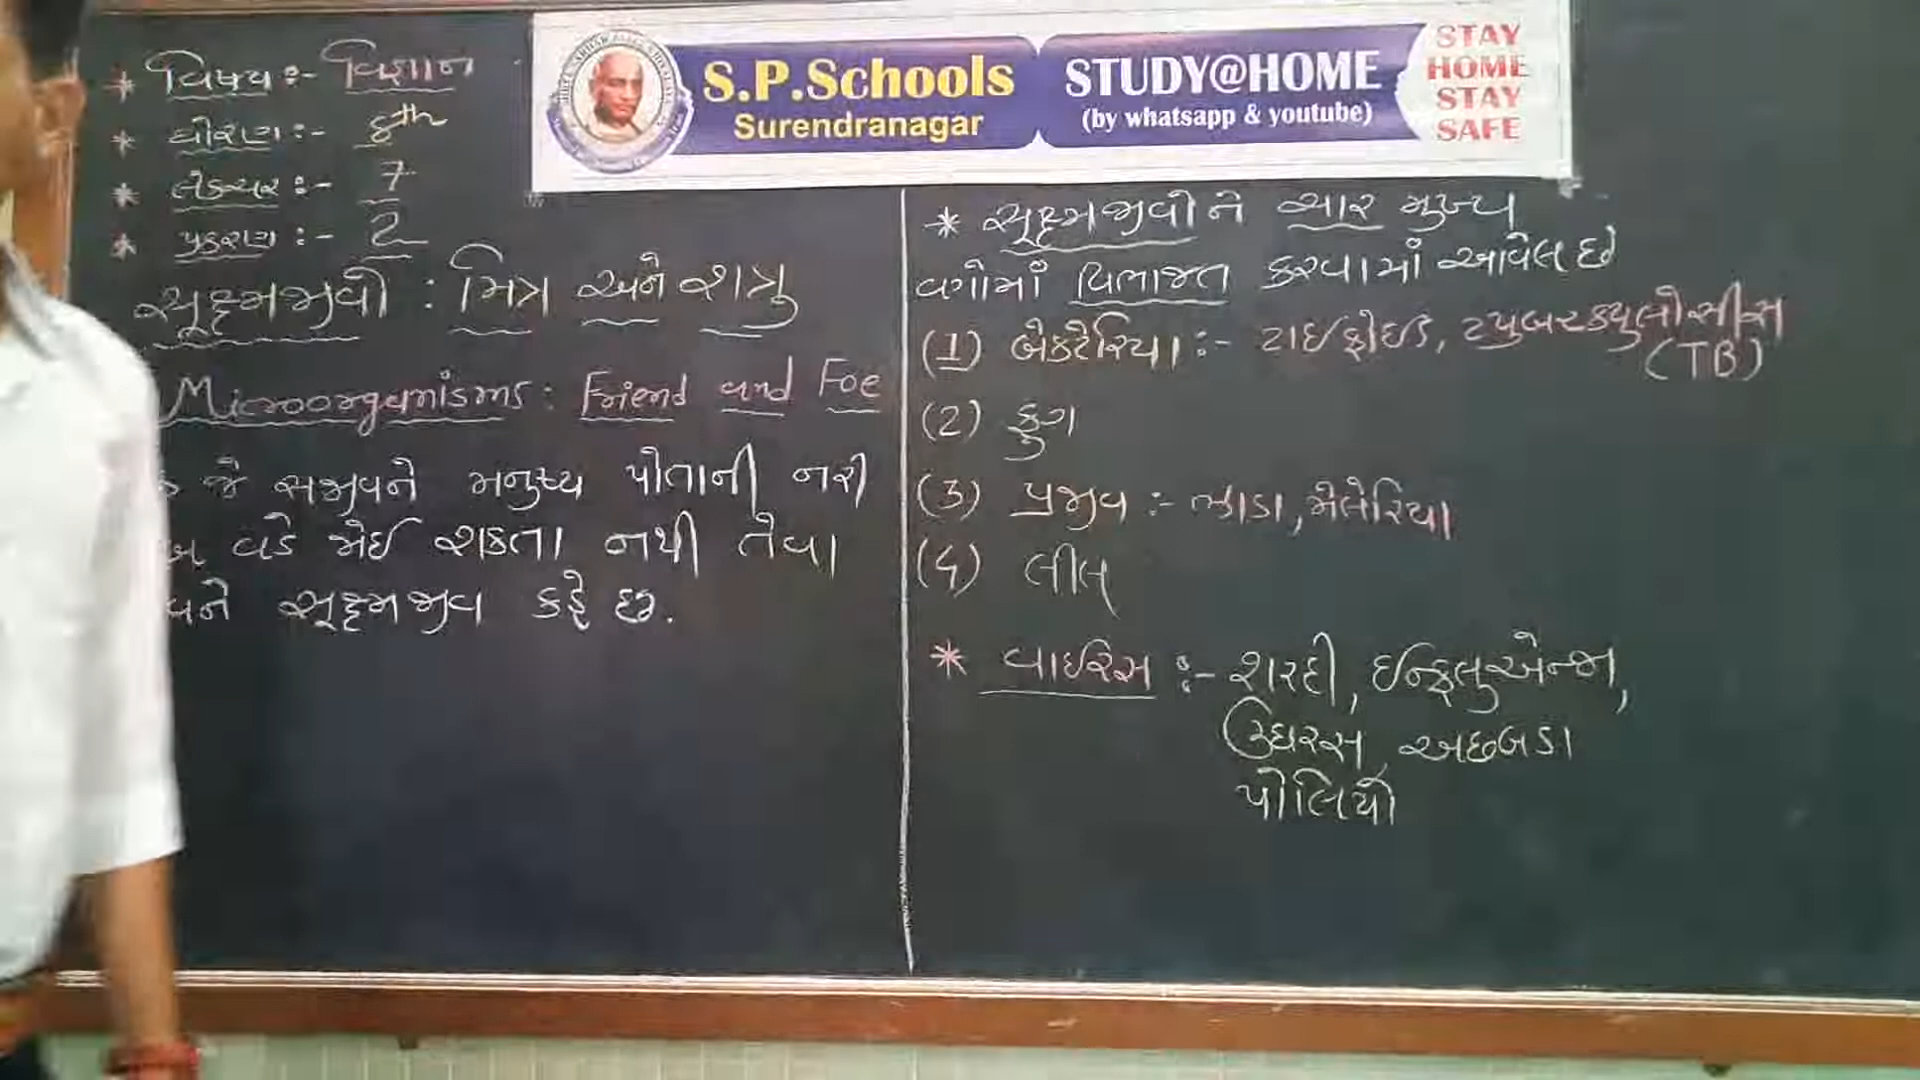 * વિષય :- વિજ્ઞાન
* ધોરણ :- 8th
* લેક્ચર :- 7
* પ્રકરણ :- 2
સૂક્ષ્મજીવો : મિત્ર અને શત્રુ
Microorganisms : Friend and Foe
જે સજીવને મનુષ્ય પોતાની નરી
વડે જોઈ શકતા નથી તેવા
સૂક્ષ્મજીવ કહે છે.
S.P.Schools
Surendranagar
STUDY@HOME
(by whatsapp & youtube)
STAY
HOME
STAY
SAFE
* સૂક્ષ્મજીવોને ચાર મુખ્ય
વર્ગોમાં વિભાજીત કરવામાં આવેલ છે
(1) બેક્ટેરિયા :- ટાઈફોઈડ, ટ્યુબરક્યુલોસીસ
(TB)
(2) ફુગ
(3) પ્રજીવ :- ઝાડા, મેલેરિયા
(4) લીલ
* વાઈરસ :- શરદી, ઈન્ફલુએન્જા,
ઉધરસ, અછબડા
પોલિયો